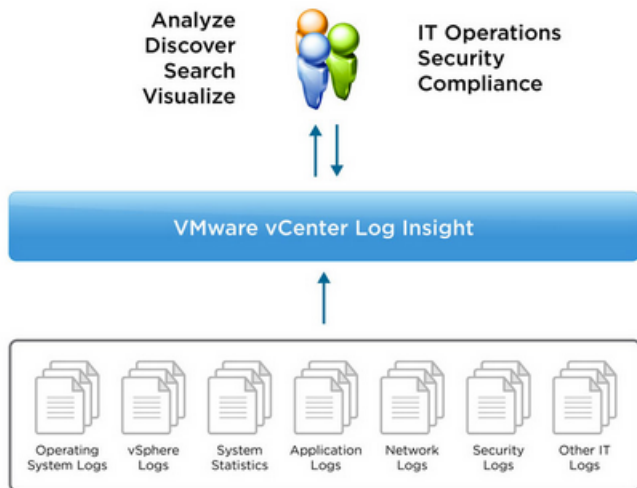 Analyze
Discover
Search
Visualize
IT Operations
Security
Compliance
VMware vCenter Log Insight
Operating
System Logs
vSphere
Logs
System
Statistics
Application
Logs
Network
Logs
Security
Logs
Other IT
Logs